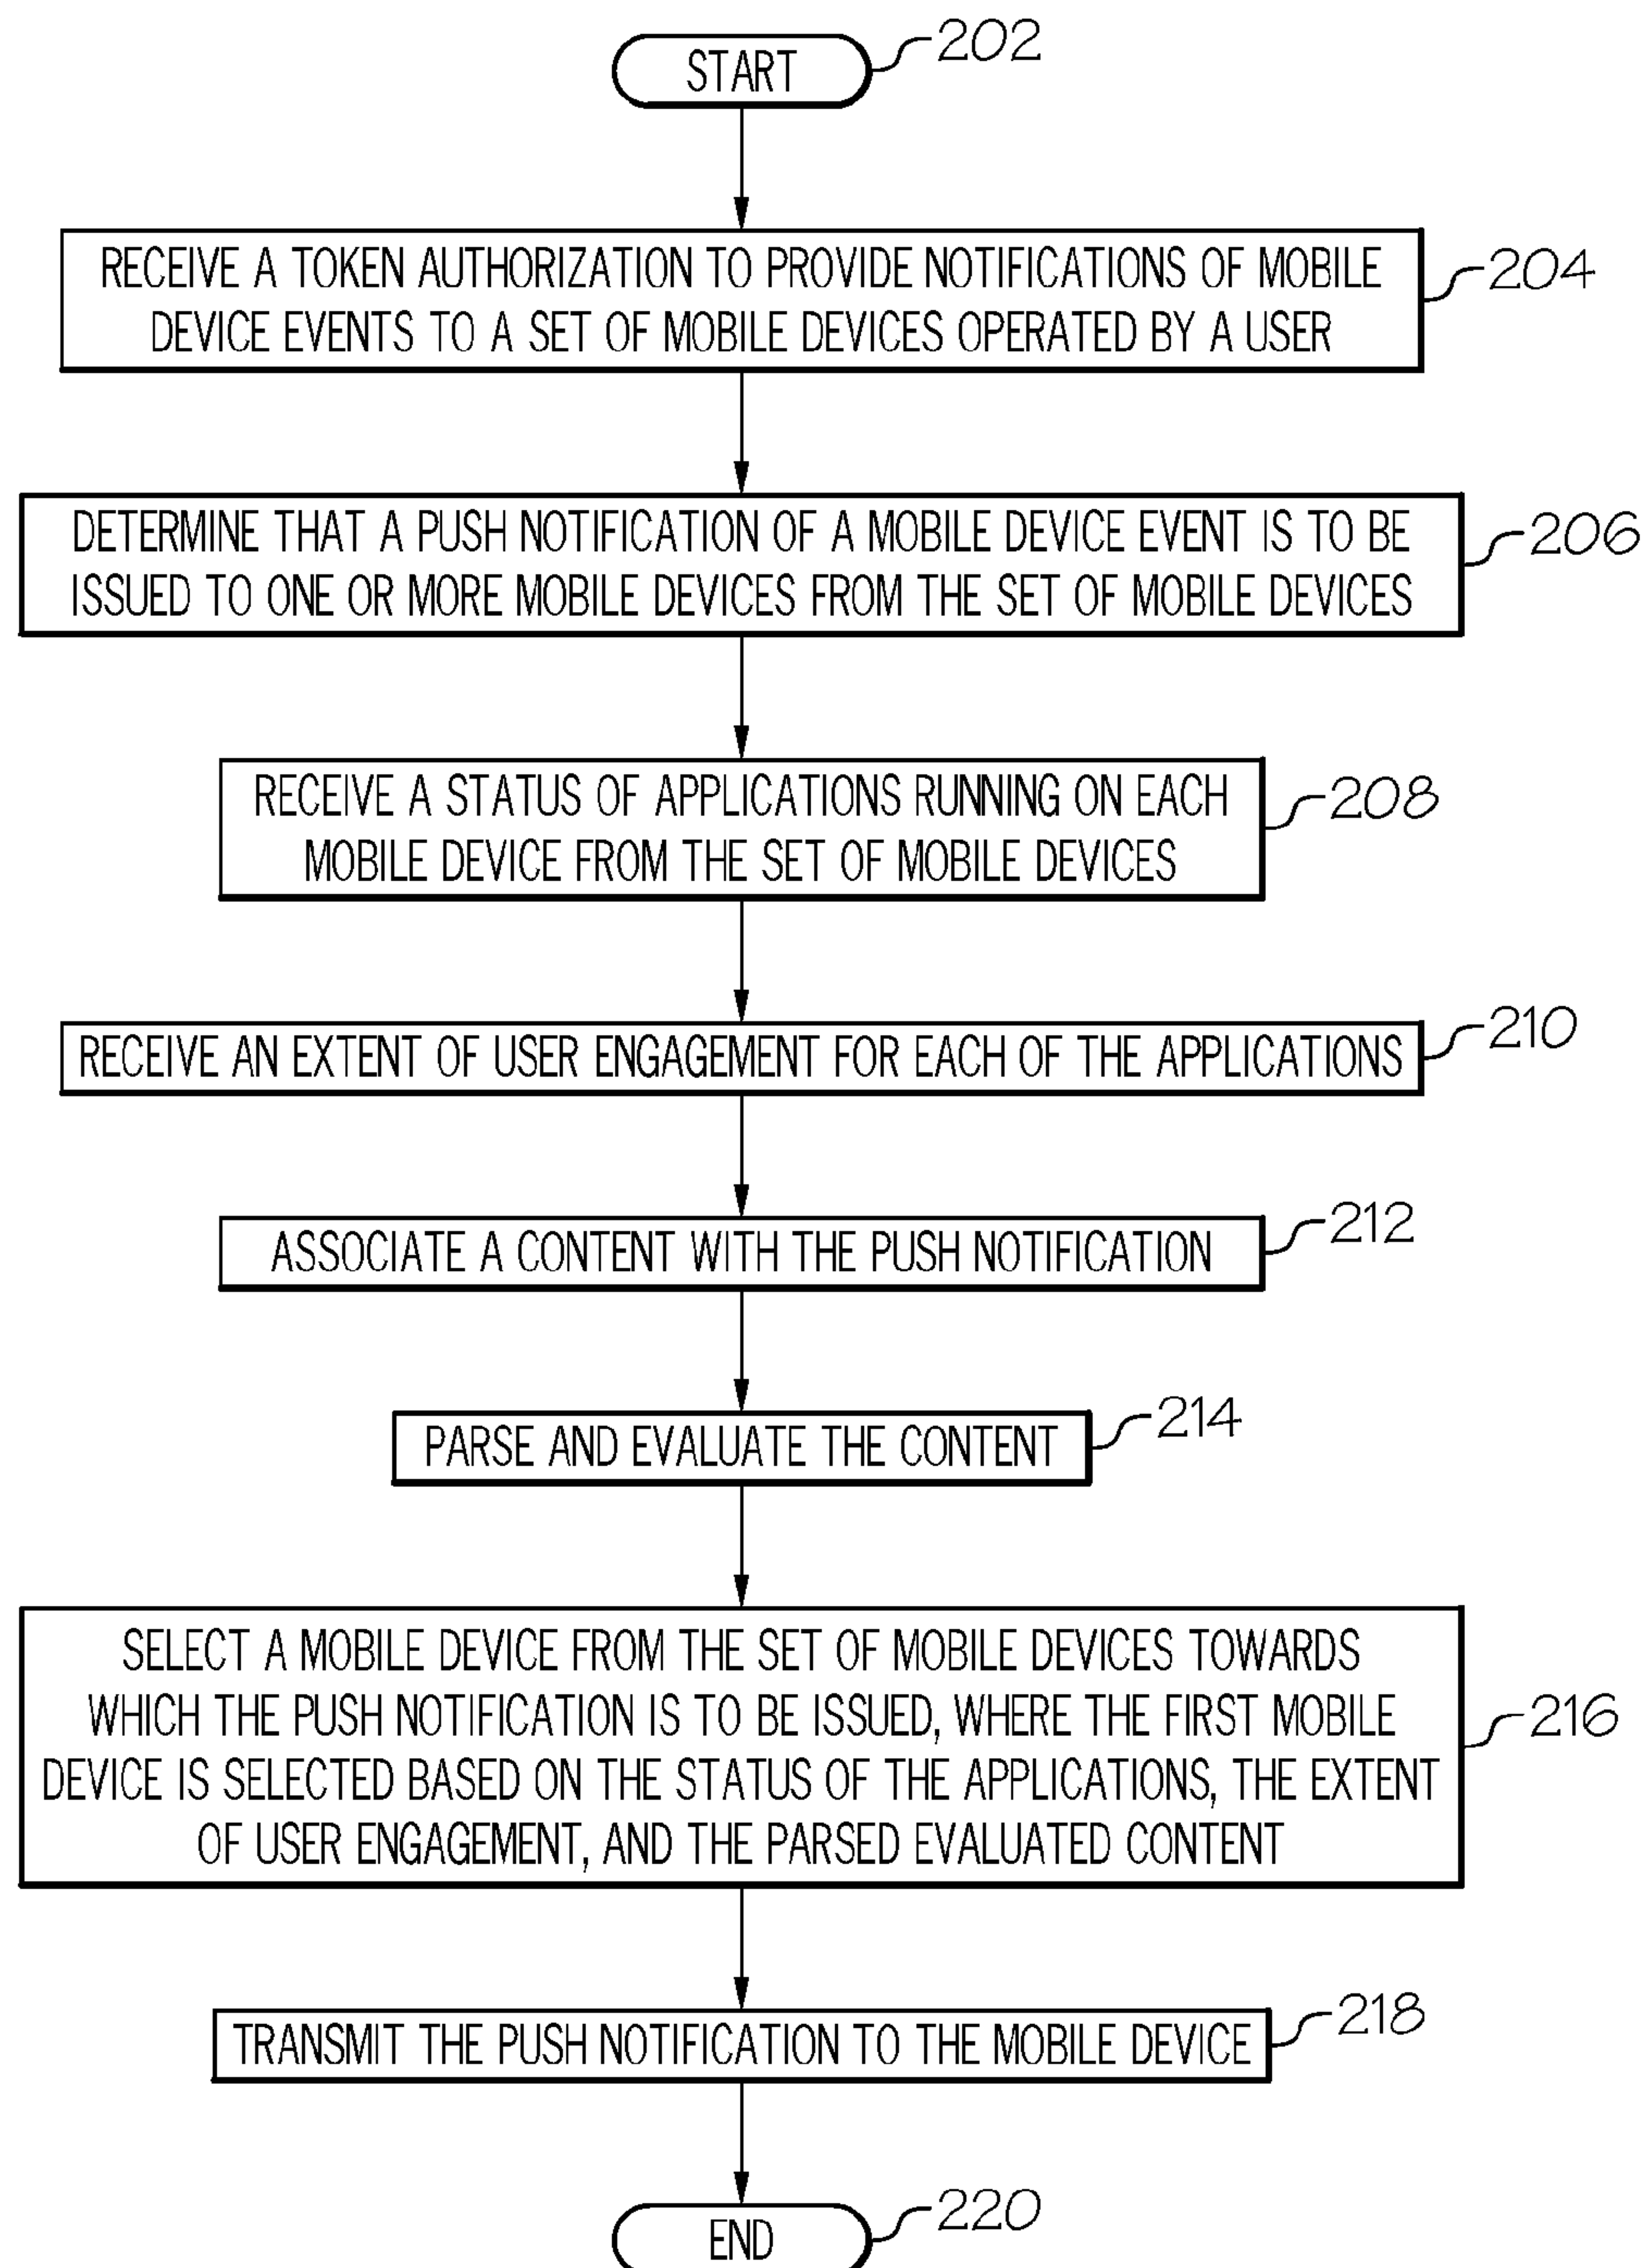 START
202
RECEIVE A TOKEN AUTHORIZATION TO PROVIDE NOTIFICATIONS OF MOBILE
DEVICE EVENTS TO A SET OF MOBILE DEVICES OPERATED BY A USER
204
DETERMINE THAT A PUSH NOTIFICATION OF A MOBILE DEVICE EVENT IS TO BE
ISSUED TO ONE OR MORE MOBILE DEVICES FROM THE SET OF MOBILE DEVICES
206
RECEIVE A STATUS OF APPLICATIONS RUNNING ON EACH
MOBILE DEVICE FROM THE SET OF MOBILE DEVICES
208
RECEIVE AN EXTENT OF USER ENGAGEMENT FOR EACH OF THE APPLICATIONS
210
ASSOCIATE A CONTENT WITH THE PUSH NOTIFICATION
212
PARSE AND EVALUATE THE CONTENT
214
SELECT A MOBILE DEVICE FROM THE SET OF MOBILE DEVICES TOWARDS
WHICH THE PUSH NOTIFICATION IS TO BE ISSUED, WHERE THE FIRST MOBILE
DEVICE IS SELECTED BASED ON THE STATUS OF THE APPLICATIONS, THE EXTENT
OF USER ENGAGEMENT, AND THE PARSED EVALUATED CONTENT
216
TRANSMIT THE PUSH NOTIFICATION TO THE MOBILE DEVICE
218
END
220